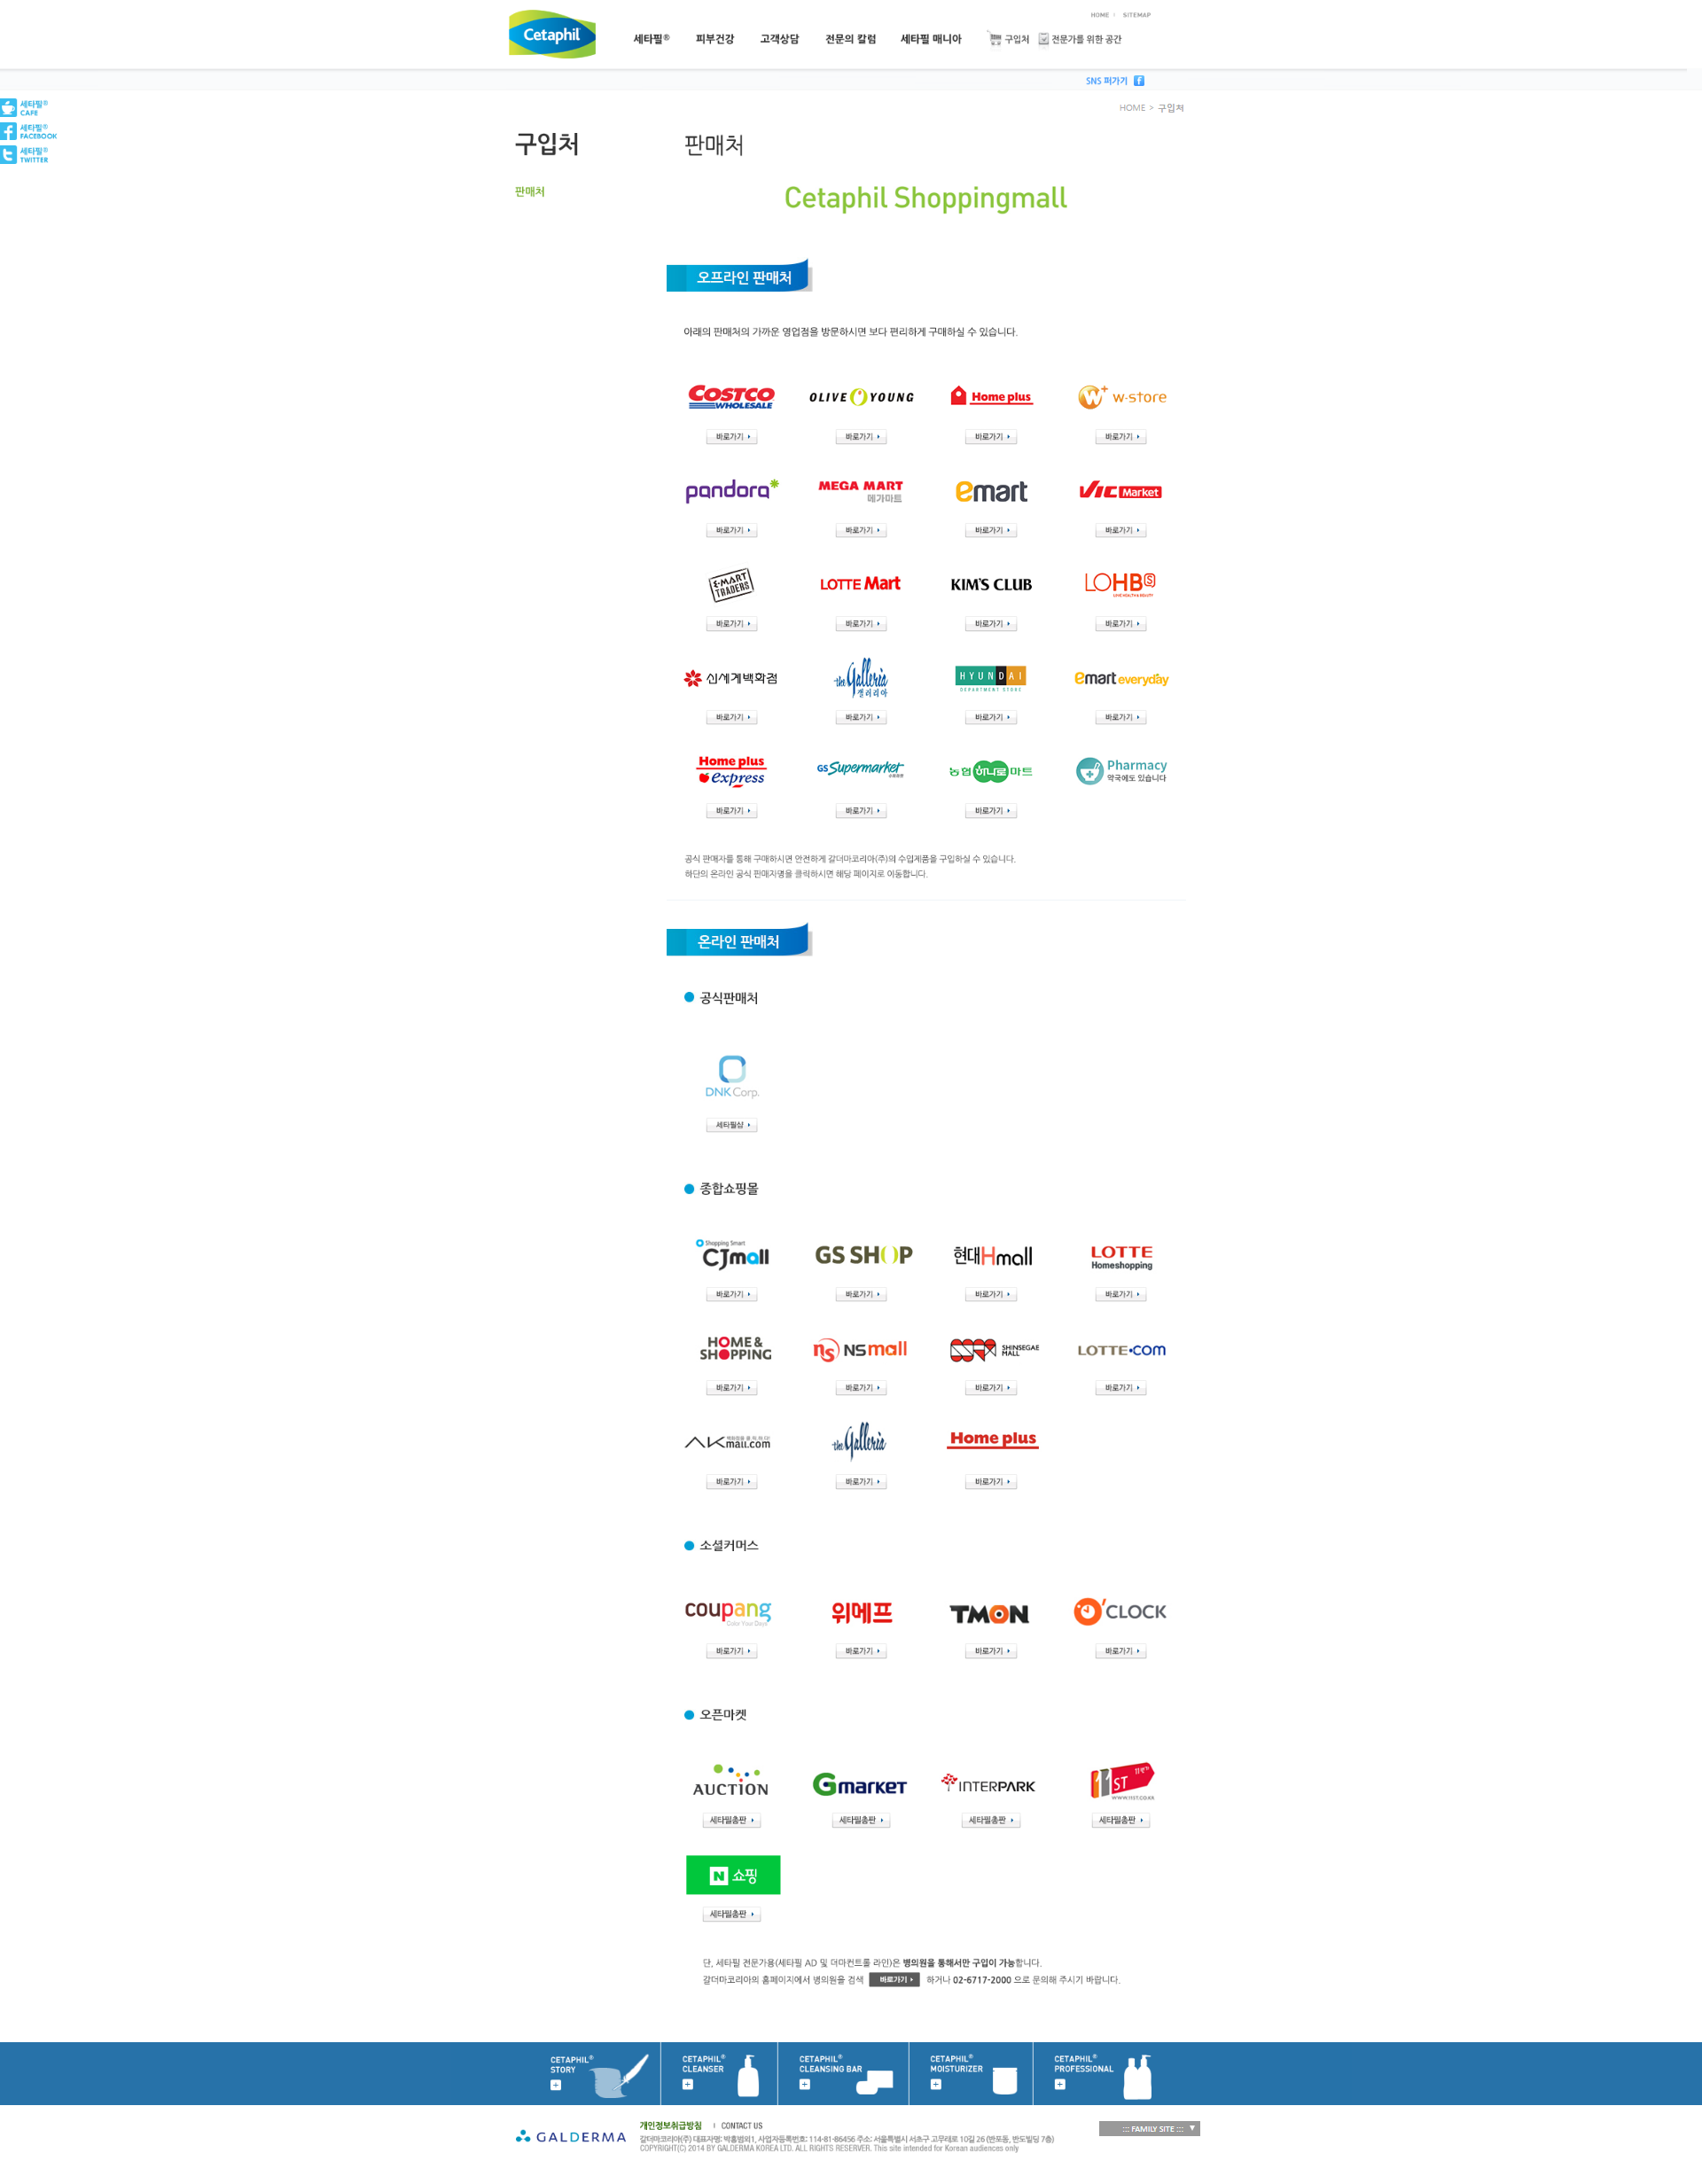 Cetaphil
HOME
SITEMAP
세타필®
피부건강
고객상담
전문의 칼럼
세타필 매니아
구입처
전문가를 위한 공간
SNS 퍼가기
세타필®
CAFE
세타필®
FACEBOOK
세타필®
TWITTER
HOME > 구입처
구입처
판매처
판매처
Cetaphil Shoppingmall
오프라인 판매처
아래의 판매처의 가까운 영업점을 방문하시면 보다 편리하게 구매하실 수 있습니다.
COSTCO WHOLESALE
OLIVE YOUNG
Home plus
W+ w-store
바로가기 바로가기 바로가기 바로가기
pandora
MEGA MART 메가마트
emart
VIC Market
바로가기 바로가기 바로가기 바로가기
E-MART TRADERS
LOTTE Mart
KIM'S CLUB
LOHBS
바로가기 바로가기 바로가기 바로가기
신세계백화점
the Galleria 갤러리아
HYUNDAI DEPARTMENT STORE
emart everyday
바로가기 바로가기 바로가기 바로가기
Home plus express
GS Supermarket
농협 하나로마트
Pharmacy
약국에도 있습니다
바로가기 바로가기 바로가기
공식 판매자를 통해 구매하시면 안전하게 갈더마코리아(주)의 수입제품을 구입하실 수 있습니다.
하단의 온라인 공식 판매자명을 클릭하시면 해당 페이지로 이동합니다.
온라인 판매처
공식판매처
DNK Corp.
세타필샵
종합쇼핑몰
Shopping Smart
CJmall
GS SHOP
현대Hmall
LOTTE Homeshopping
바로가기 바로가기 바로가기 바로가기
HOME & SHOPPING
ns NSmall
SHINSEGAE MALL
LOTTE.COM
바로가기 바로가기 바로가기 바로가기
AKmall.com
the Galleria
Home plus
바로가기 바로가기 바로가기
소셜커머스
coupang
Color Your Days
위메프
TMON
O'CLOCK
바로가기 바로가기 바로가기 바로가기
오픈마켓
AUCTION
Gmarket
INTERPARK
11ST 11번가
WWW.11ST.CO.KR
세타필총판 세타필총판 세타필총판 세타필총판
N 쇼핑
세타필총판
단, 세타필 전문가용(세타필 AD 및 더마컨트롤 라인)은 병의원을 통해서만 구입이 가능합니다.
갈더마코리아의 홈페이지에서 병의원을 검색 바로가기 하거나 02-6717-2000 으로 문의해 주시기 바랍니다.
CETAPHIL® STORY
CETAPHIL® CLEANSER
CETAPHIL® CLEANSING BAR
CETAPHIL® MOISTURIZER
CETAPHIL® PROFESSIONAL
GALDERMA
개인정보취급방침 | CONTACT US
::: FAMILY SITE :::
갈더마코리아(주) 대표자명: 박흥범외1, 사업자등록번호: 114-81-86456 주소: 서울특별시 서초구 고무래로 10길 26 (반포동, 반도빌딩 7층)
COPYRIGHT(C) 2014 BY GALDERMA KOREA LTD. ALL RIGHTS RESERVER. This site intended for Korean audiences only